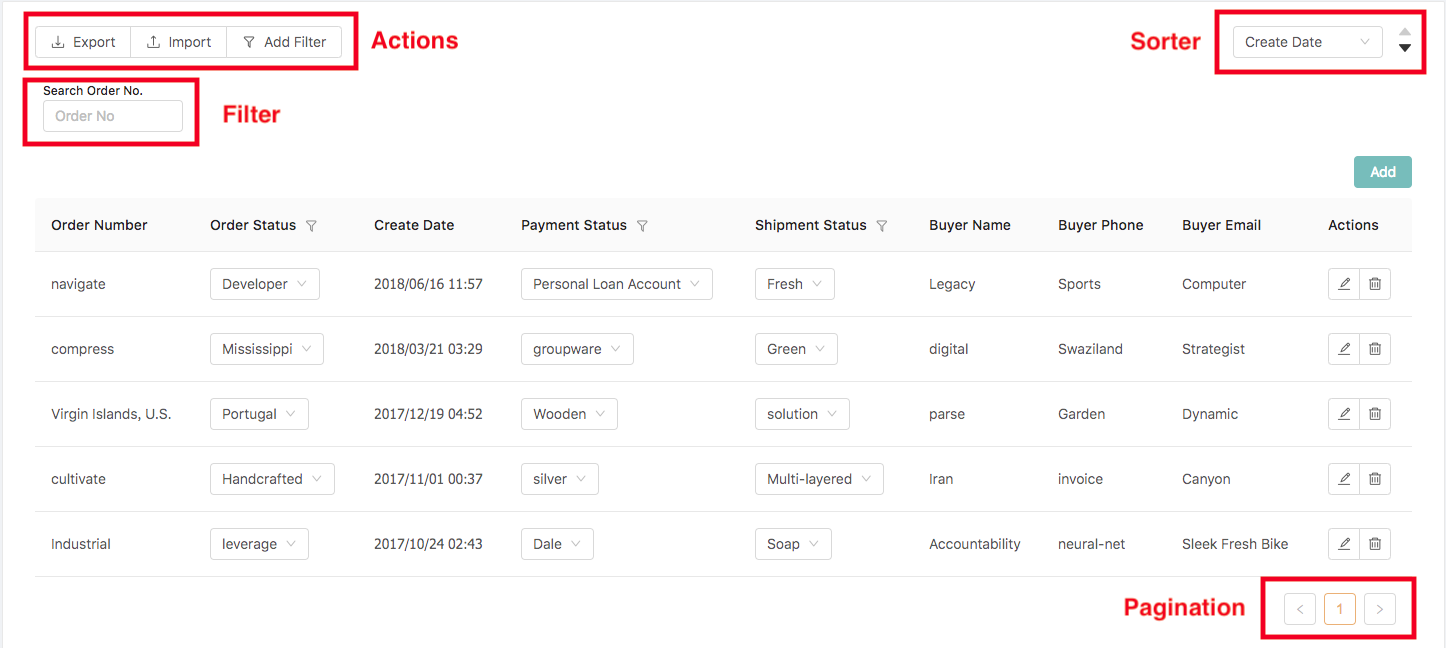 Export Import Add Filter Actions Sorter Create Date
Search Order No.
Order No Filter
Add
Order Number Order Status Create Date Payment Status Shipment Status Buyer Name Buyer Phone Buyer Email Actions
navigate Developer 2018/06/16 11:57 Personal Loan Account Fresh Legacy Sports Computer
compress Mississippi 2018/03/21 03:29 groupware Green digital Swaziland Strategist
Virgin Islands, U.S. Portugal 2017/12/19 04:52 Wooden solution parse Garden Dynamic
cultivate Handcrafted 2017/11/01 00:37 silver Multi-layered Iran invoice Canyon
Industrial leverage 2017/10/24 02:43 Dale Soap Accountability neural-net Sleek Fresh Bike
Pagination < 1 >